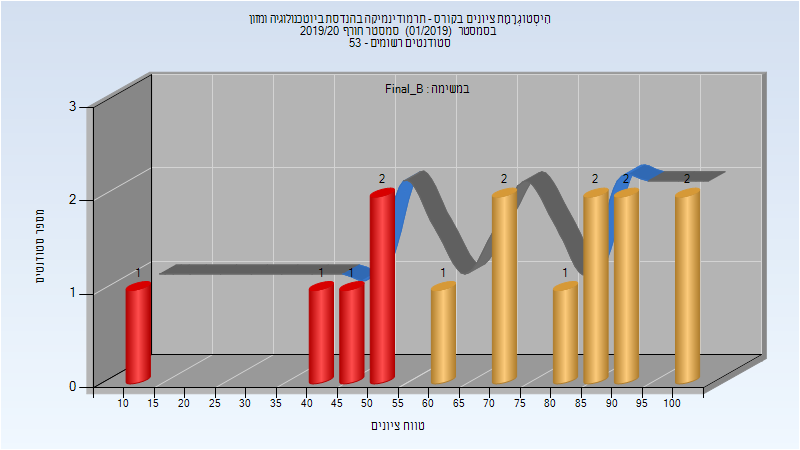 הִיסְטוֹגְרָמַת ציונים בקורס - תרמודינמיקה בהנדסת ביוטכנולוגיה ומזון
בסמסטר (01/2019) סמסטר חורף 2019/20
סטודנטים רשומים - 53
במשימה : Final_B
מספר סטודנטים
3
2
1
0
1 1 1 2 1 2 1 2 2 2
10 15 20 25 30 35 40 45 50 55 60 65 70 75 80 85 90 95 100
טווח ציונים